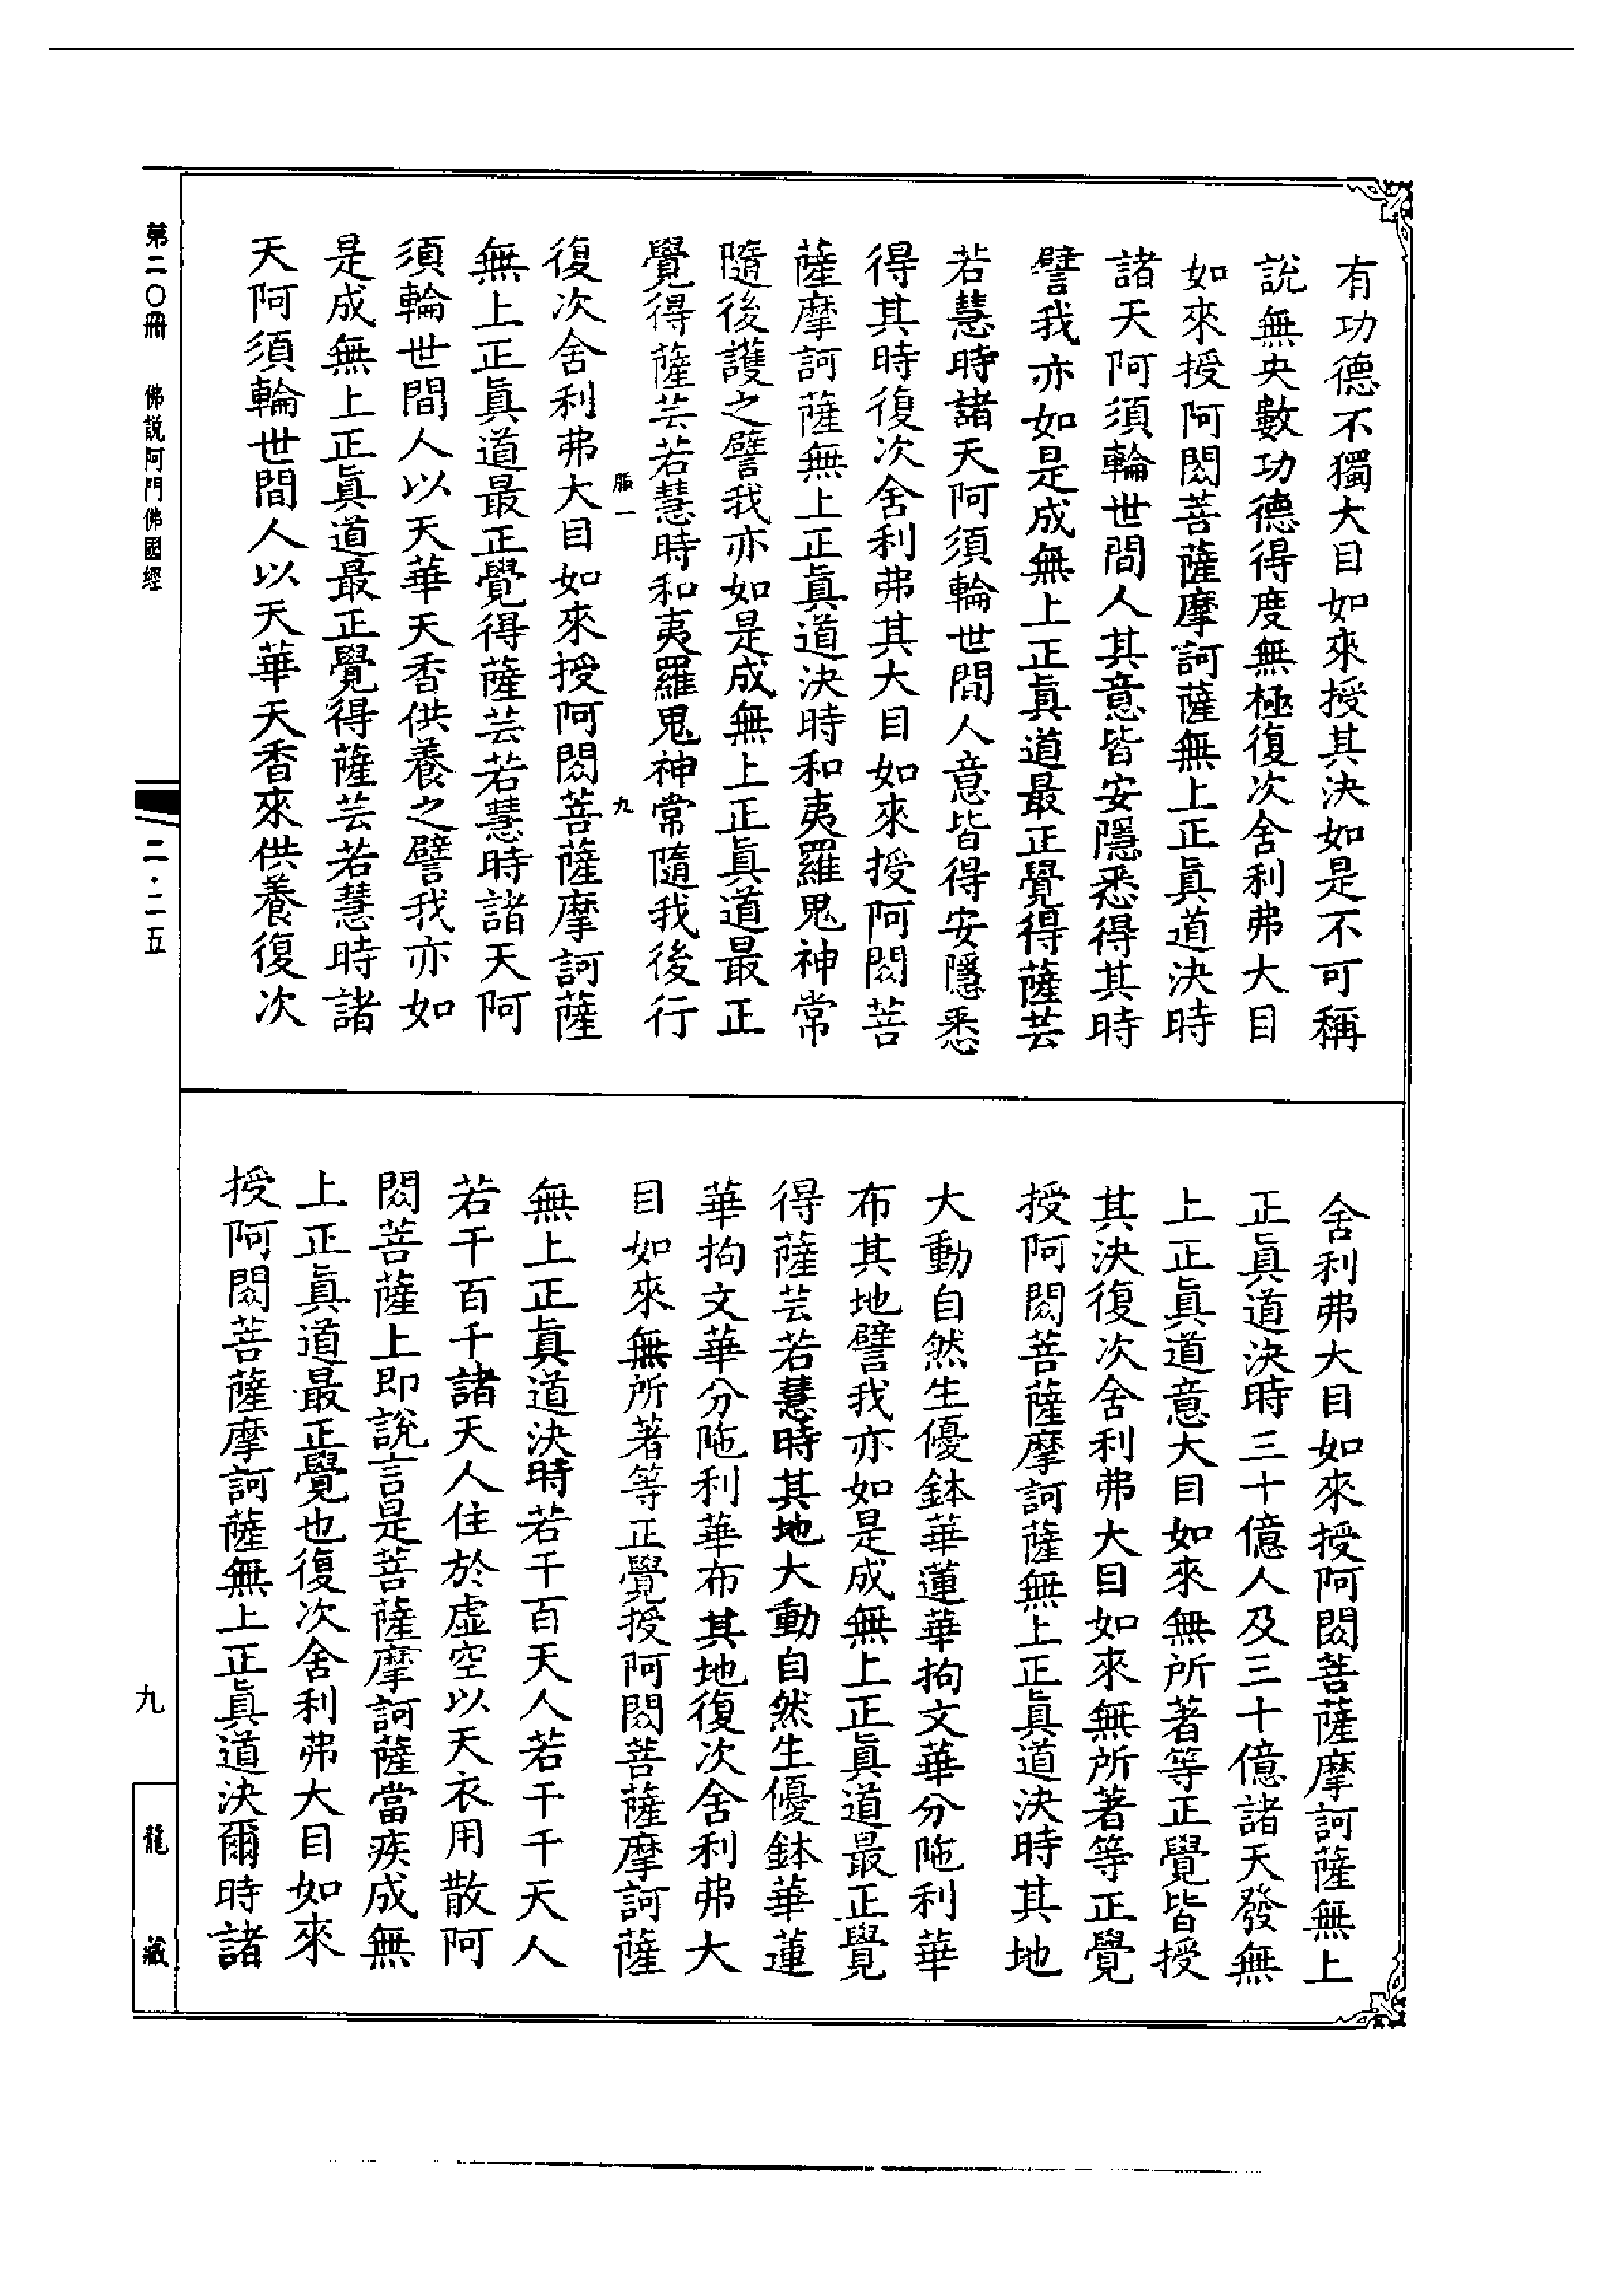 有功德不獨大目如來授其決如是不可稱
說無央數功德得度無極復次舍利弗大目
如來授阿閦菩薩摩訶薩無上正眞道決時
諸天阿須輪世間人其意皆安隱悉得其時
譬我亦如是成無上正眞道最正覺得薩芸
若慧時諸天阿須輪世間人意皆得安隱悉
得其時復次舍利弗其大目如來授阿閦菩
薩摩訶薩無上正眞道決時和夷羅鬼神常
隨後護之譬我亦如是成無上正眞道最正
覺得薩芸若慧時和夷羅鬼神常隨我後行
九
復次舍利弗大目如來授阿閦菩薩摩訶薩
無上正眞道最正覺得薩芸若慧時諸天阿
須輪世間人以天華天香供養之譬我亦如
是成無上正眞道最正覺得薩芸若慧時諸
天阿須輪世間人以天華天香來供養復次
舍利弗大目如來授阿閦菩薩摩訶薩無上
正眞道決時三十億人及三十億諸天發無
上正眞道意大目如來無所著等正覺皆授
其決復次舍利弗大目如來無所著等正覺
授阿閦菩薩摩訶薩無上正眞道決時其地
大動自然生優鉢華蓮華拘文華分陁利華
布其地譬我亦如是成無上正眞道最正覺
得薩芸若慧時其地大動自然生優鉢華蓮
華拘文華分陁利華布其地復次舍利弗大
目如來無所著等正覺授阿閦菩薩摩訶薩
無上正眞道決時若干百天人若干千天人
若干百千諸天人住於虛空以天衣用散阿
閦菩薩上即說言是菩薩摩訶薩當疾成無
上正眞道最正覺也復次舍利弗大目如來
授阿閦菩薩摩訶薩無上正眞道決爾時諸
第二〇冊 佛説阿門佛國經
二·二五
九
龍藏